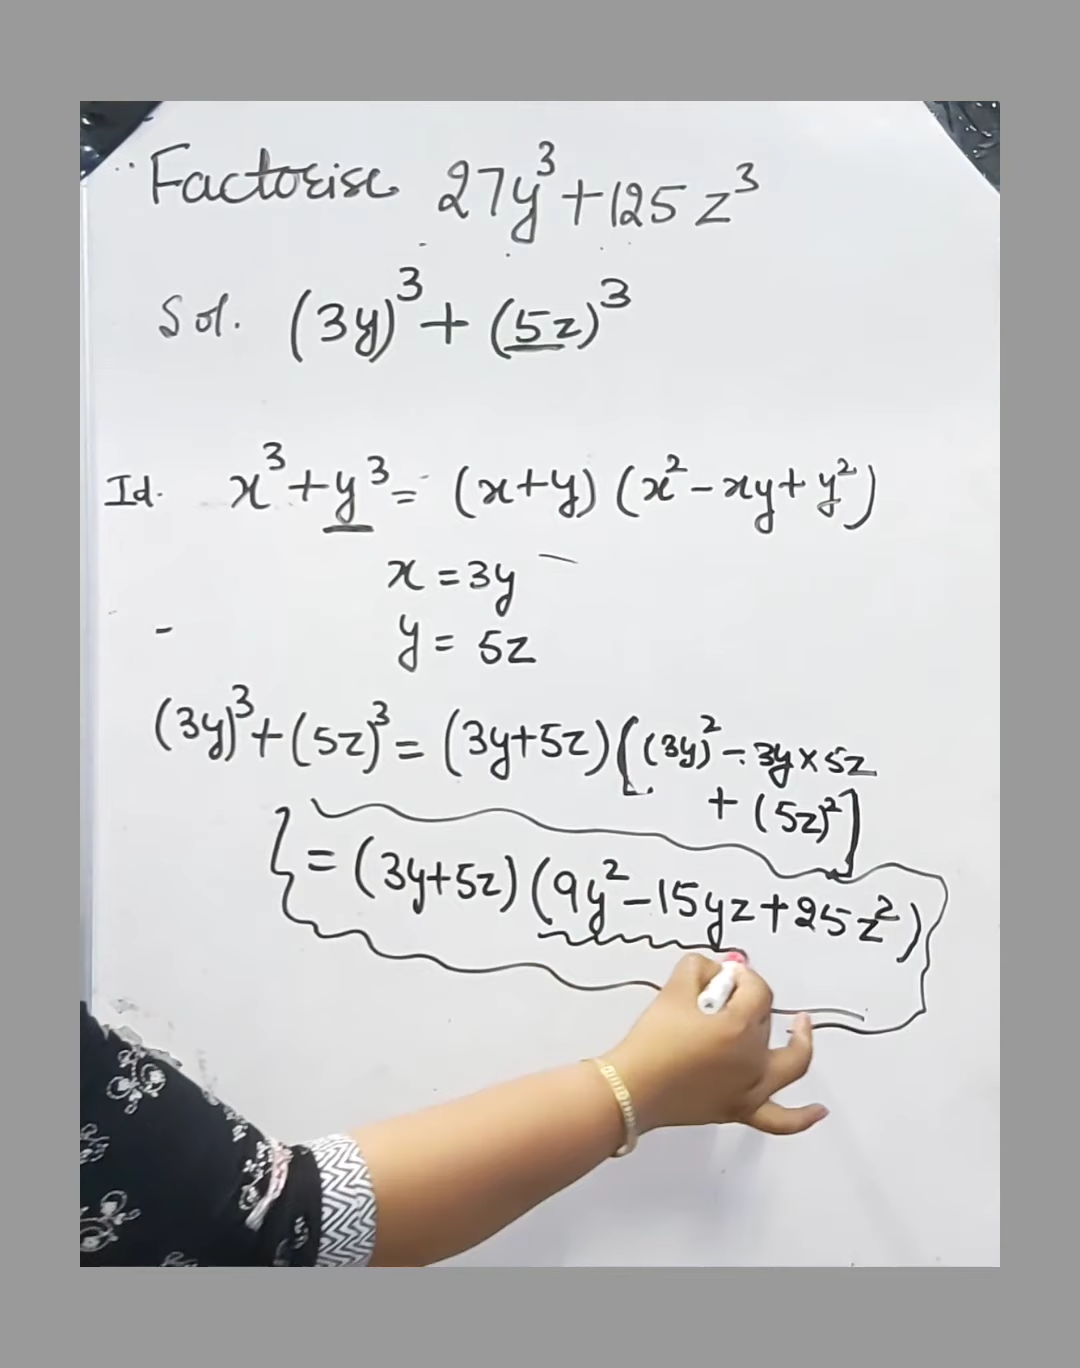 Factorise 27y³+125z³
Sol. (3y)³+(5z)³
Id. x³+y³= (x+y) (x²-xy+y²)
x=3y
y= 5z
(3y)³+(5z)³= (3y+5z)[(3y)²-3y×5z
+(5z)²]
=(3y+5z)(9y²-15yz+25z²)